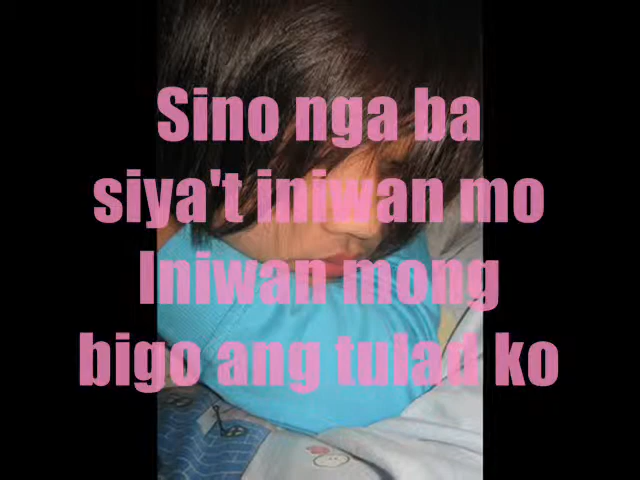 Sino nga ba
siya't iniwan mo
Iniwan mong
bigo ang tulad ko